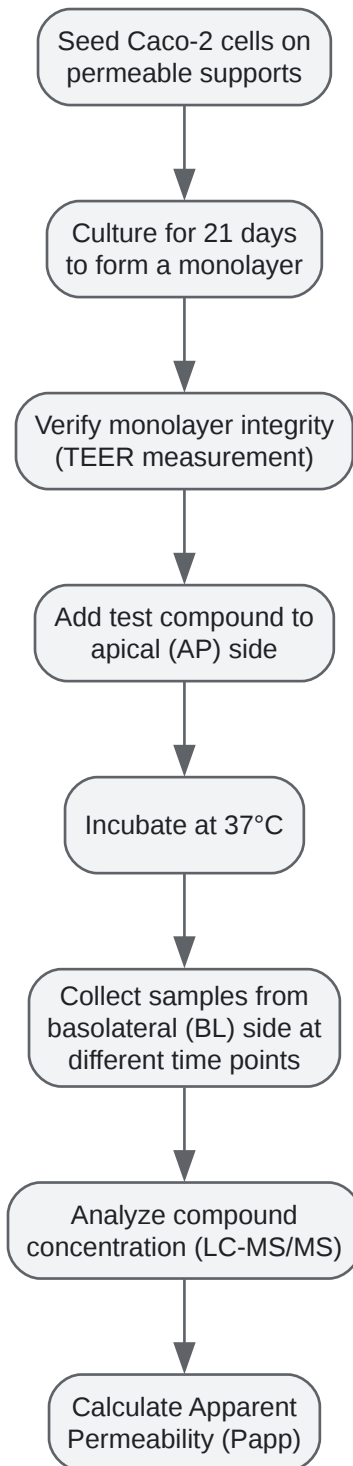 Seed Caco-2 cells on
permeable supports
Culture for 21 days
to form a monolayer
Verify monolayer integrity
(TEER measurement)
Add test compound to
apical (AP) side
Incubate at 37°C
Collect samples from
basolateral (BL) side at
different time points
Analyze compound
concentration (LC-MS/MS)
Calculate Apparent
Permeability (Papp)